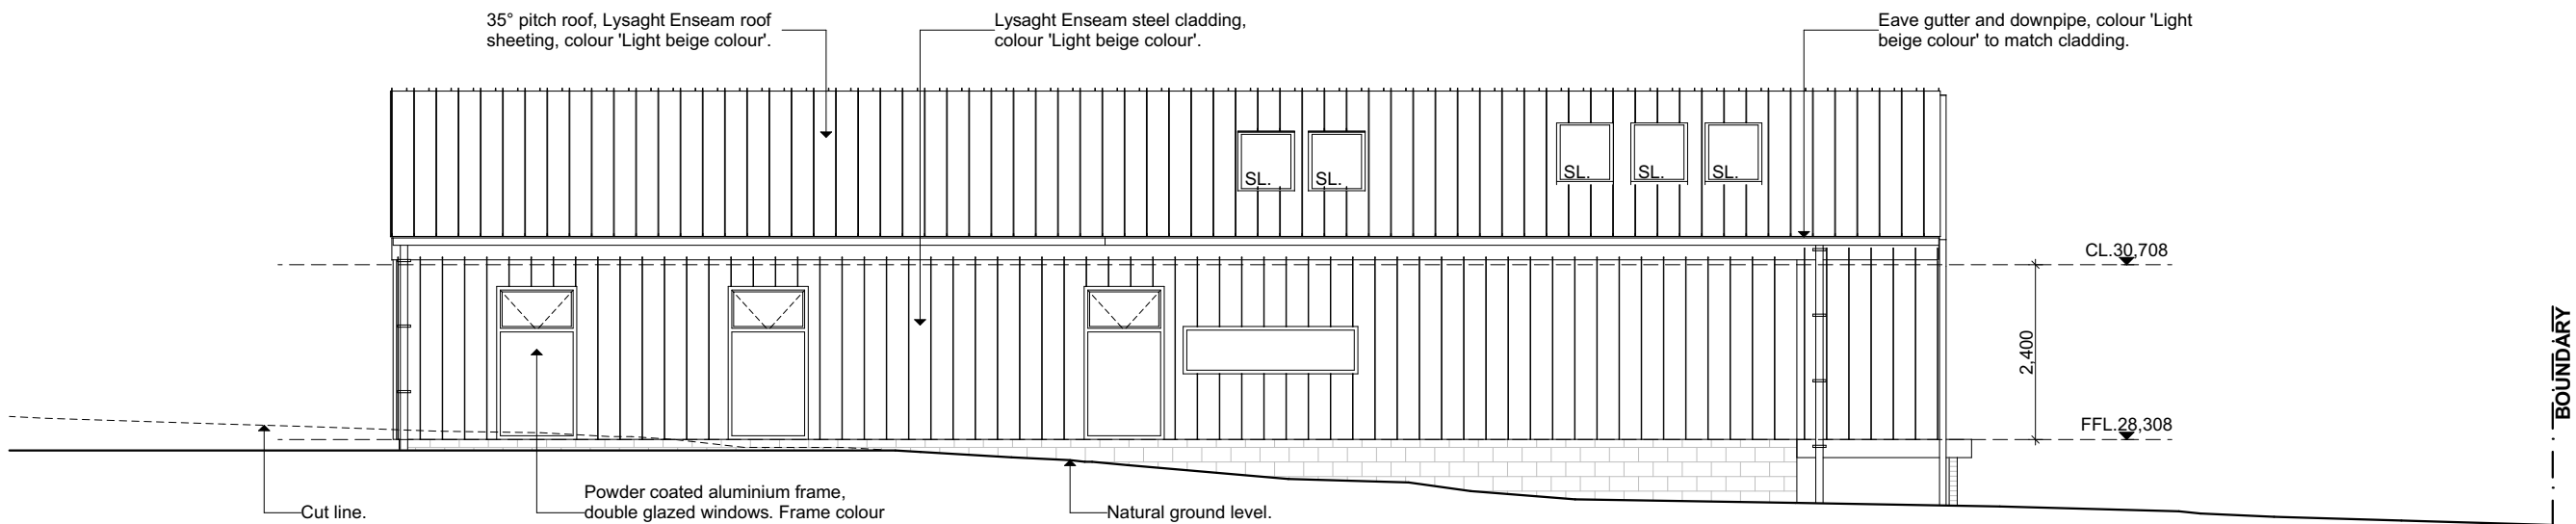 35° pitch roof, Lysaght Enseam roof
sheeting, colour 'Light beige colour'.
Lysaght Enseam steel cladding,
colour 'Light beige colour'.
Eave gutter and downpipe, colour 'Light
beige colour' to match cladding.
SL.
SL.
SL.
SL.
SL.
CL.30,708
2,400
FFL.28,308
BOUNDARY
Cut line.
Powder coated aluminium frame,
double glazed windows. Frame colour
Natural ground level.